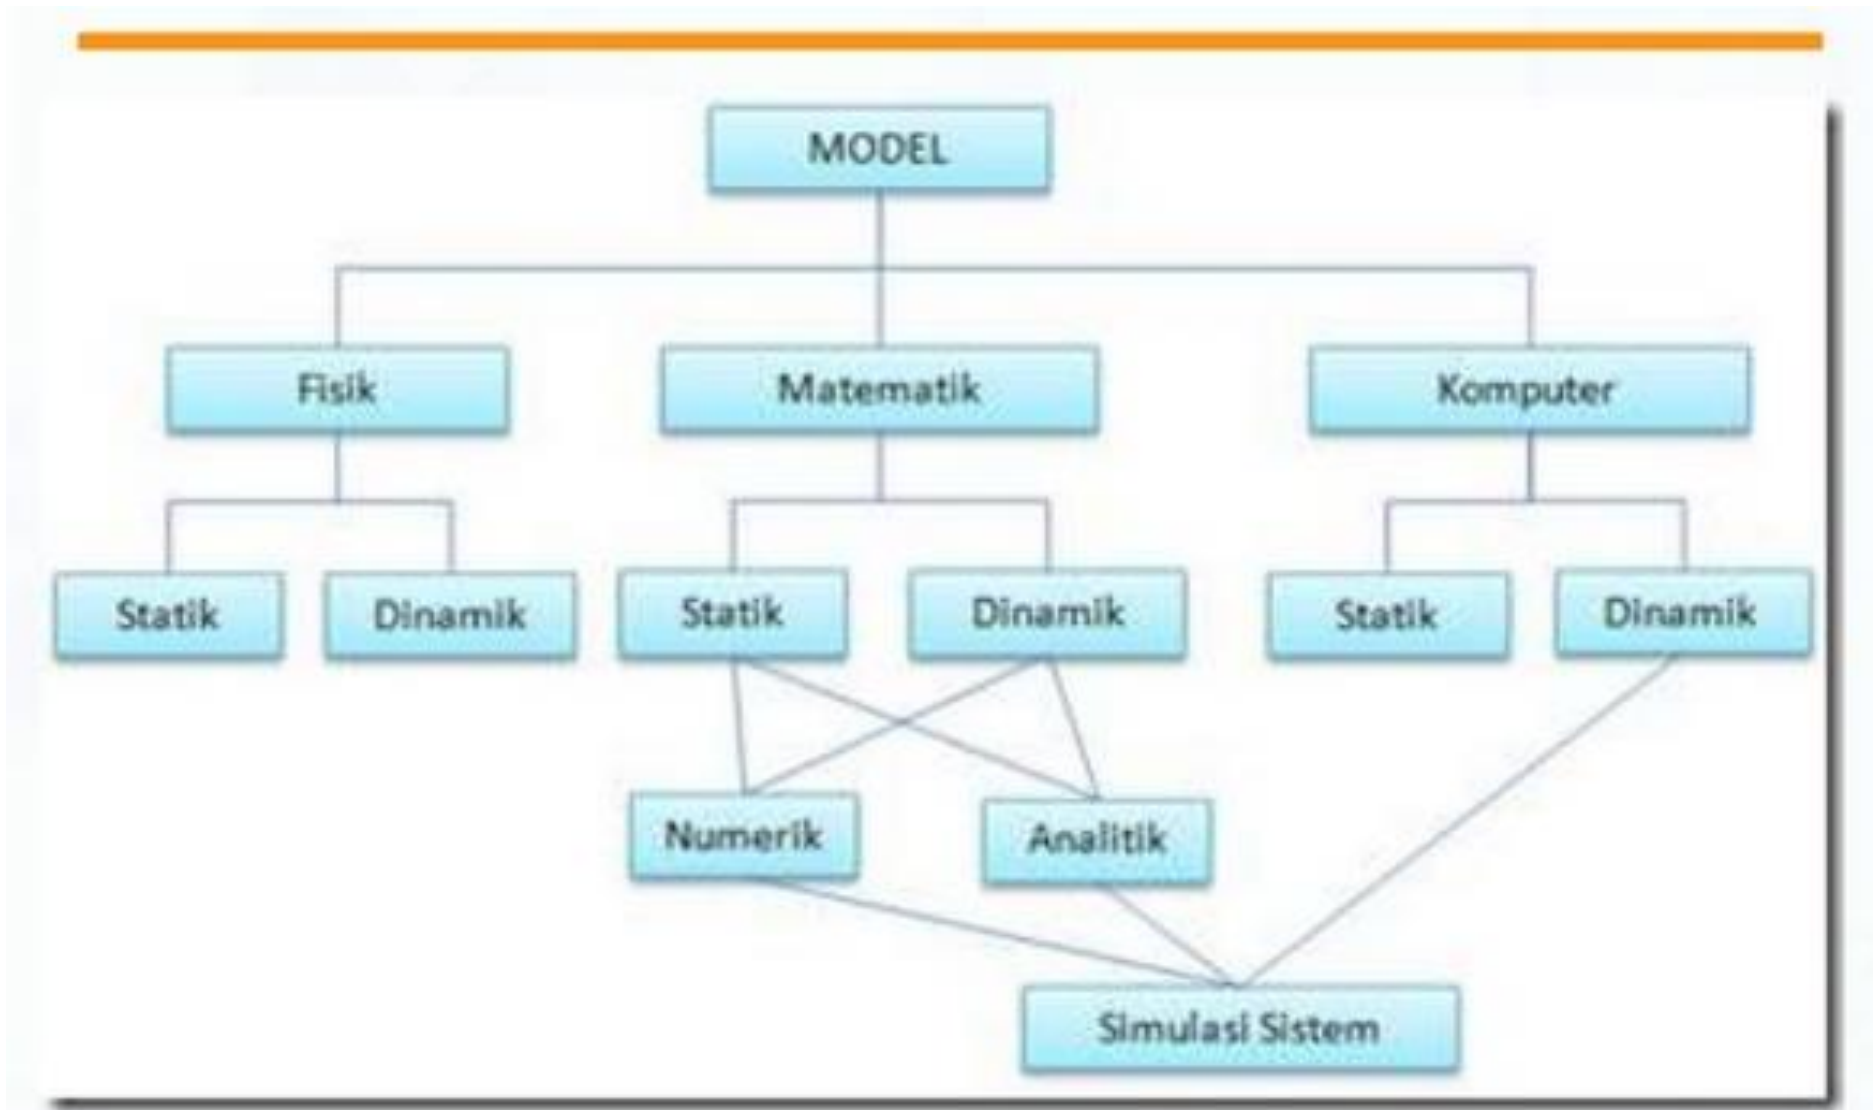 MODEL
Fisik
Matematik
Komputer
Statik
Dinamik
Statik
Dinamik
Statik
Dinamik
Numerik
Analitik
Simulasi Sistem